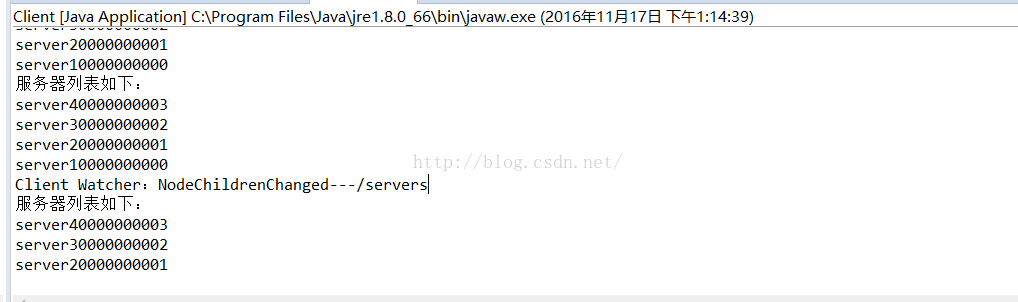 Client [Java Application] C:\Program Files\Java\jre1.8.0_66\bin\javaw.exe (2016年11月17日 下午1:14:39)
server30000000002
server20000000001
server10000000000
服务器列表如下：
server40000000003
server30000000002
server20000000001
server10000000000
http://blog.csdn.net/
Client Watcher：NodeChildrenChanged---/servers
服务器列表如下：
server40000000003
server30000000002
server20000000001